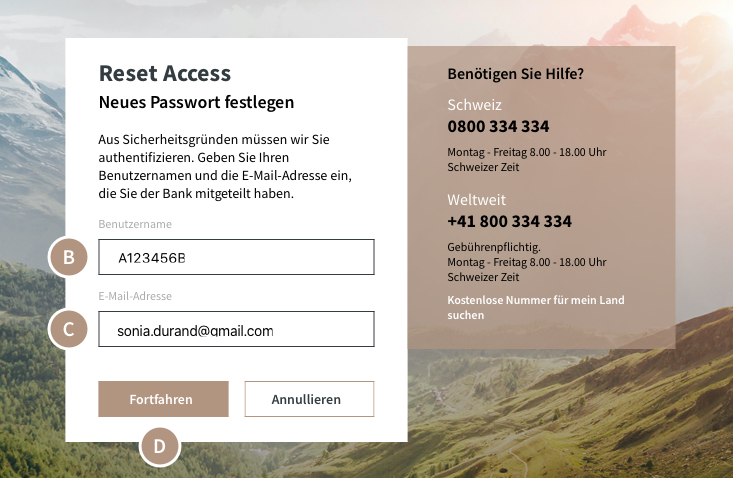 Reset Access
Neues Passwort festlegen
Aus Sicherheitsgründen müssen wir Sie
authentifizieren. Geben Sie Ihren
Benutzernamen und die E-Mail-Adresse ein,
die Sie der Bank mitgeteilt haben.
Benutzername
B
A123456B
E-Mail-Adresse
C
sonia.durand@gmail.com
Fortfahren
Annullieren
D
Benötigen Sie Hilfe?
Schweiz
0800 334 334
Montag - Freitag 8.00 - 18.00 Uhr
Schweizer Zeit
Weltweit
+41 800 334 334
Gebührenpflichtig.
Montag - Freitag 8.00 - 18.00 Uhr
Schweizer Zeit
Kostenlose Nummer für mein Land
suchen